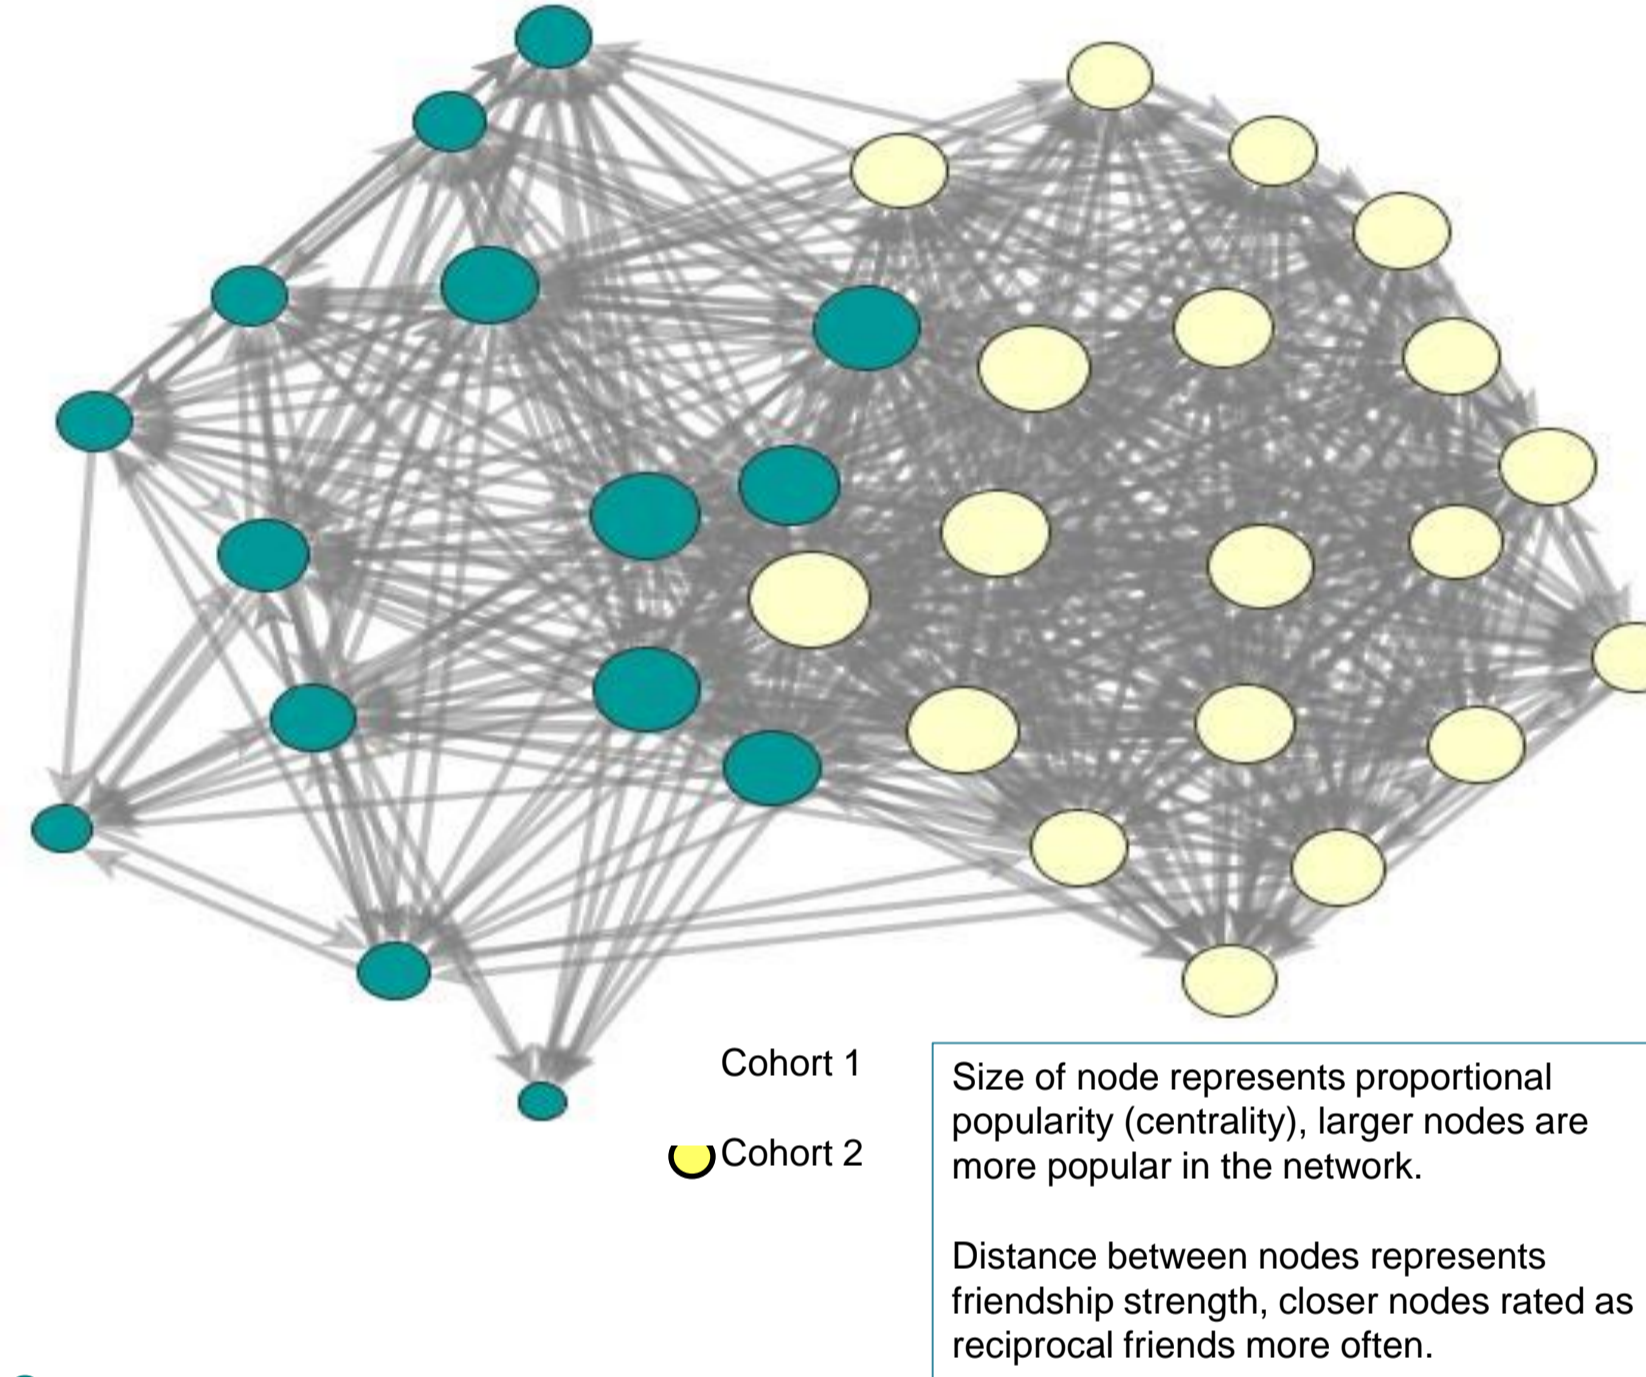 Cohort 1
Cohort 2
Size of node represents proportional
popularity (centrality), larger nodes are
more popular in the network.
Distance between nodes represents
friendship strength, closer nodes rated as
reciprocal friends more often.